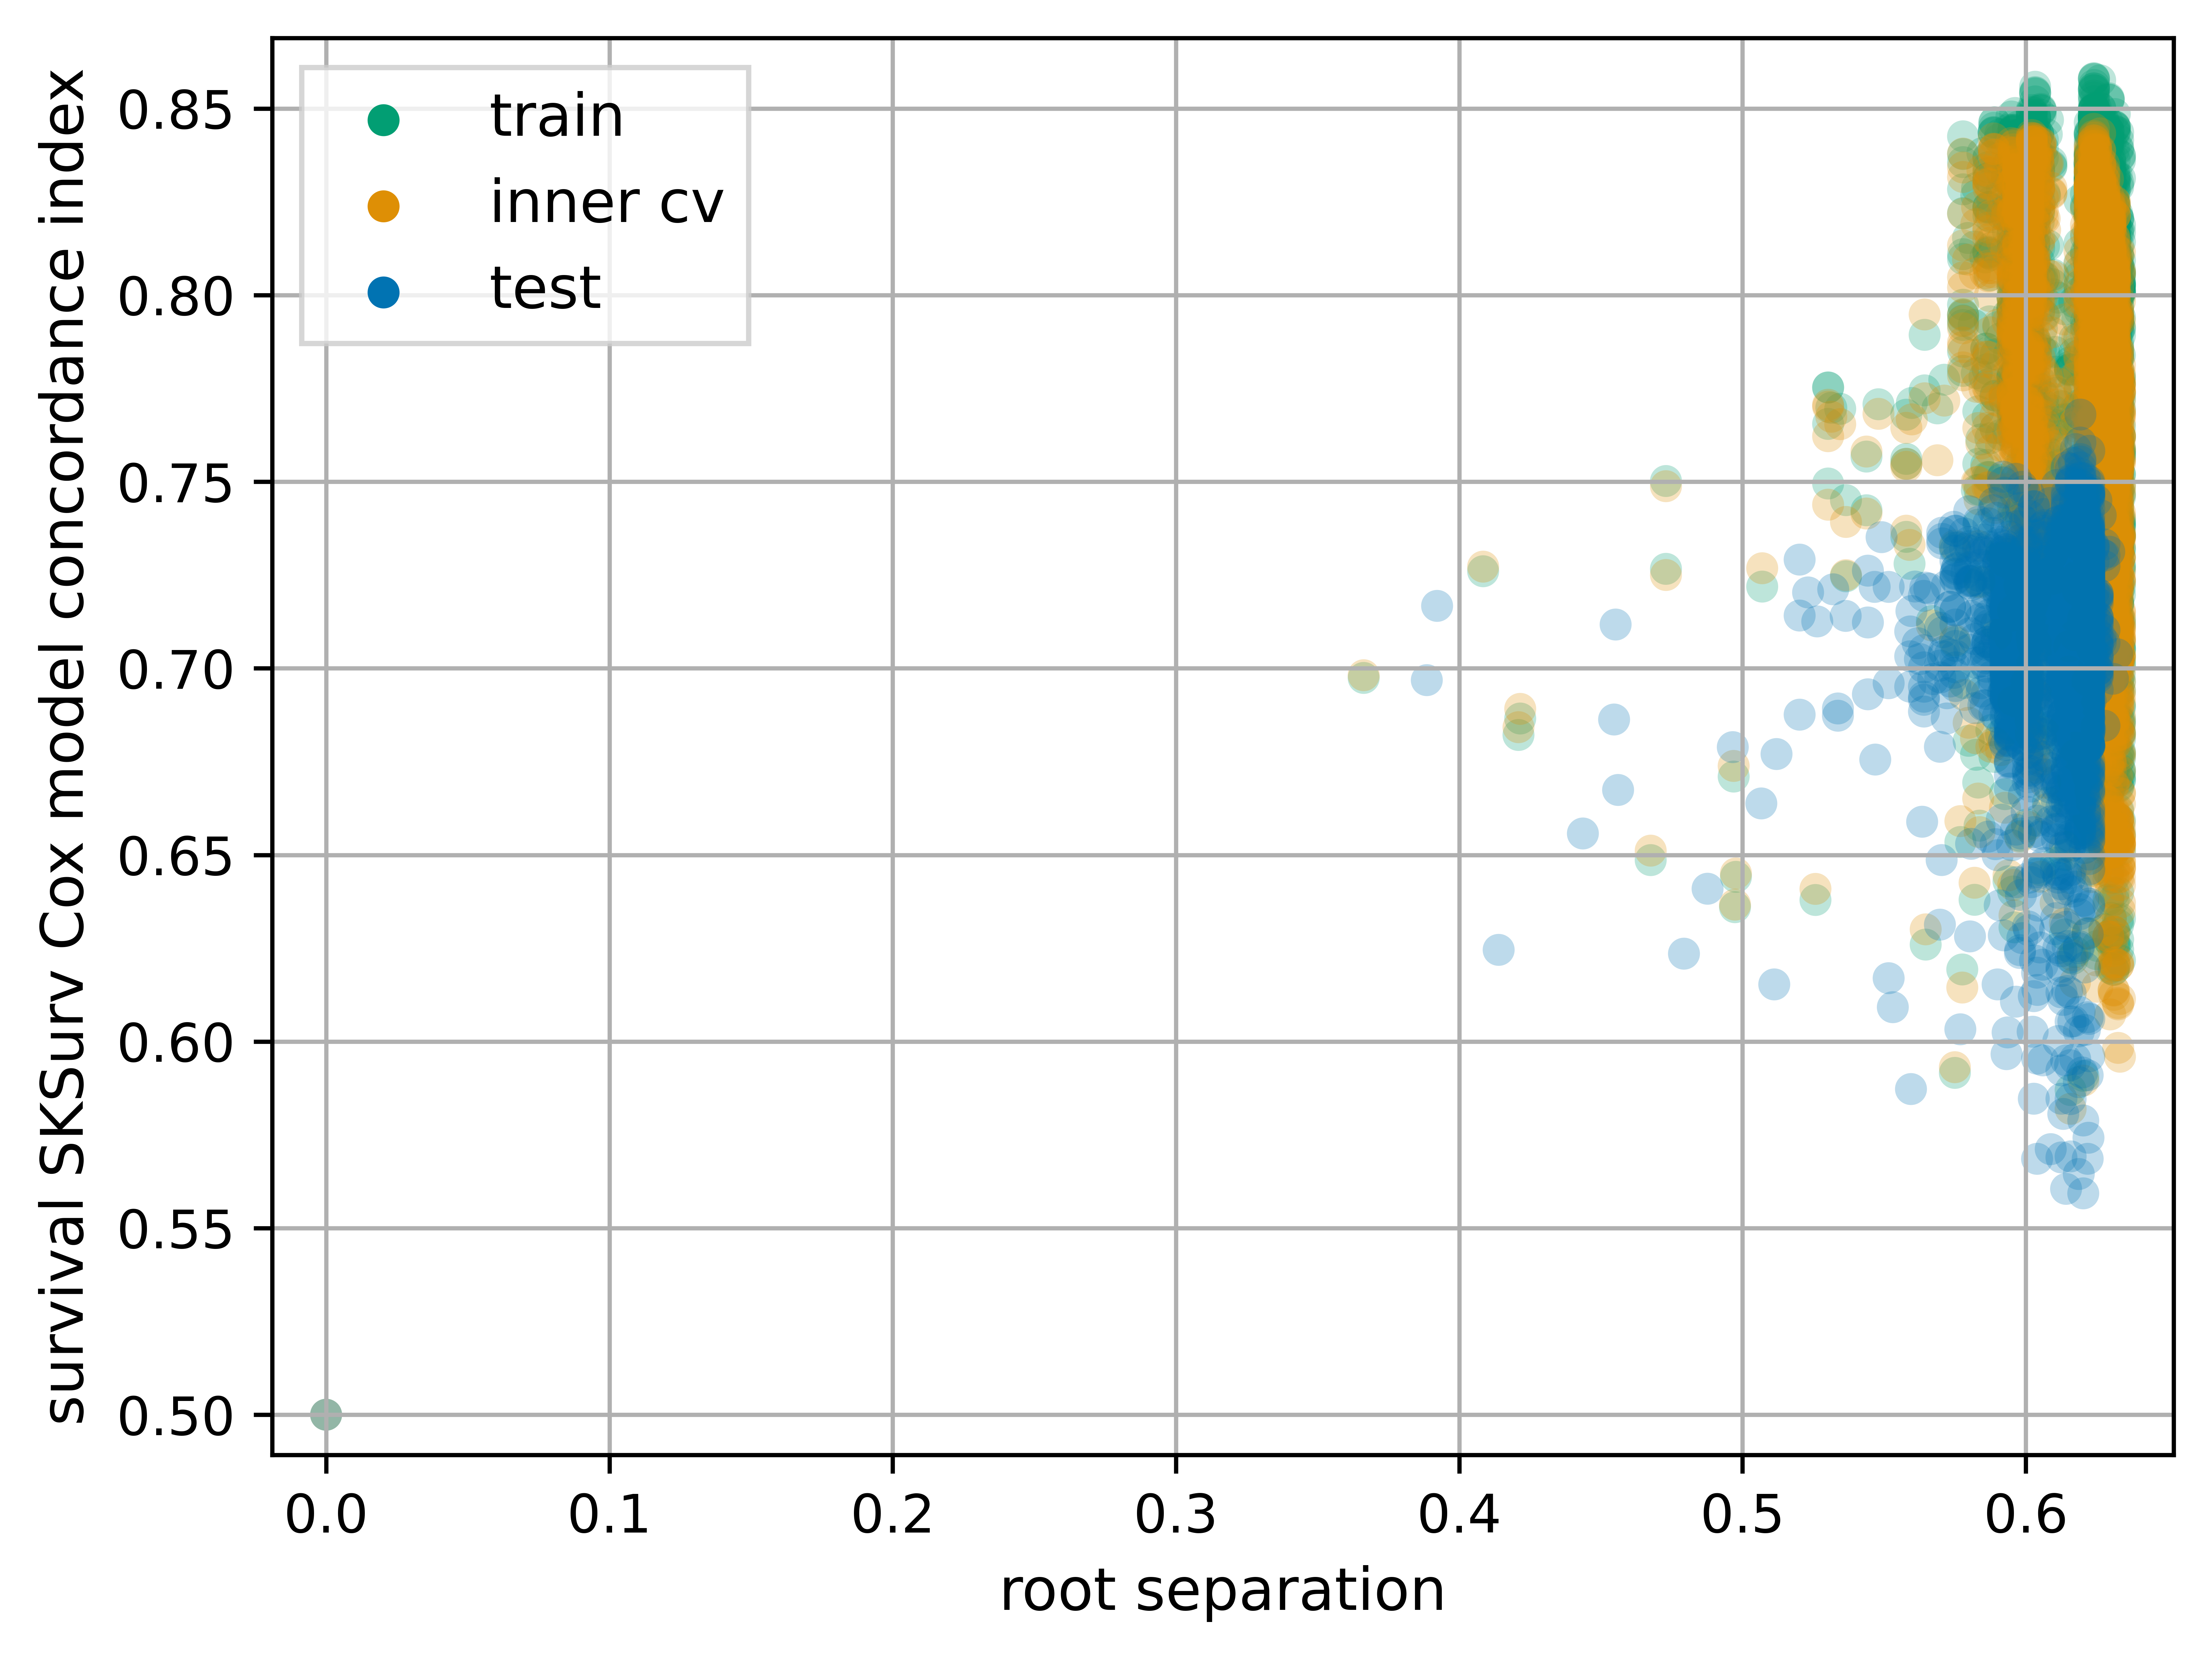 train
inner cv
test
survival SKSurv Cox model concordance index
0.85
0.80
0.75
0.70
0.65
0.60
0.55
0.50
0.0 0.1 0.2 0.3 0.4 0.5 0.6
root separation